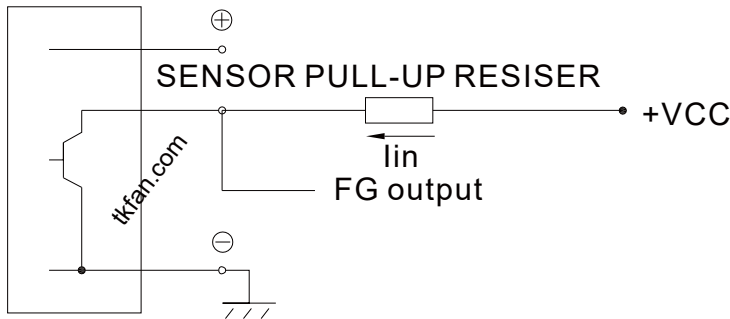 ⊕
SENSOR PULL-UP RESISER
+VCC
Iin
FG output
tkfan.com
⊖